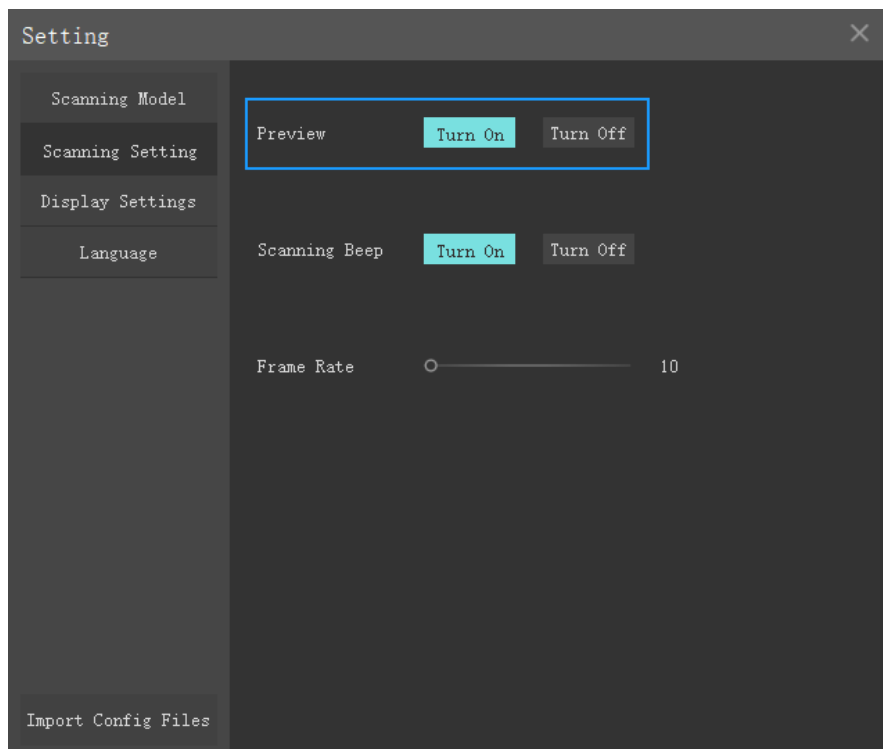 Setting
Scanning Model
Scanning Setting
Display Settings
Language
Import Config Files
Preview Turn On Turn Off
Scanning Beep Turn On Turn Off
Frame Rate 10